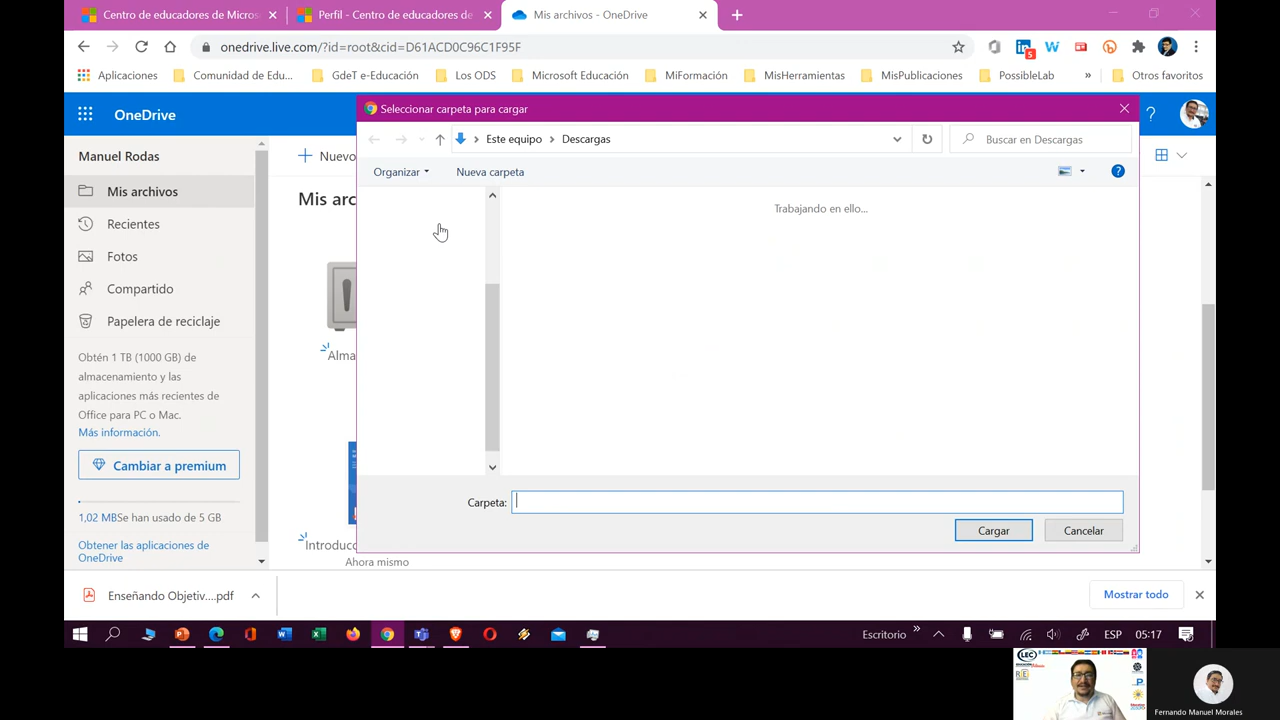 Centro de educadores de Micros
Perfil - Centro de educadores de
Mis archivos - OneDrive
onedrive.live.com/?id=root&cid=D61ACD0C96C1F95F
5
Aplicaciones
Comunidad de Edu...
GdeT e-Educación
Los ODS
Microsoft Educación
MiFormación
MisHerramientas
MisPublicaciones
PossibleLab
»
Otros favoritos
OneDrive
?
Manuel Rodas
Mis archivos
Recientes
Fotos
Compartido
Papelera de reciclaje
Obtén 1 TB (1000 GB) de
almacenamiento y las
aplicaciones más recientes de
Office para PC o Mac.
Más información.
Cambiar a premium
1,02 MBSe han usado de 5 GB
Obtener las aplicaciones de
OneDrive
+ Nuevo
Mis arc
Alma
Introducc
Ahora mismo
Seleccionar carpeta para cargar
Este equipo > Descargas
Buscar en Descargas
Organizar
Nueva carpeta
?
Trabajando en ello...
Carpeta:
Cargar
Cancelar
Enseñando Objetiv....pdf
Mostrar todo
Escritorio
»
ESP
05:17
LEC
RE
P
Fernando Manuel Morales